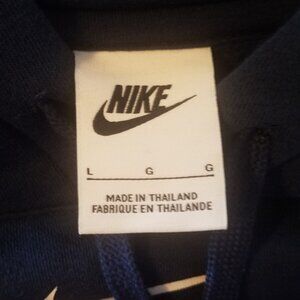 NIKE
L G G
MADE IN THAILAND
FABRIQUE EN THAILANDE